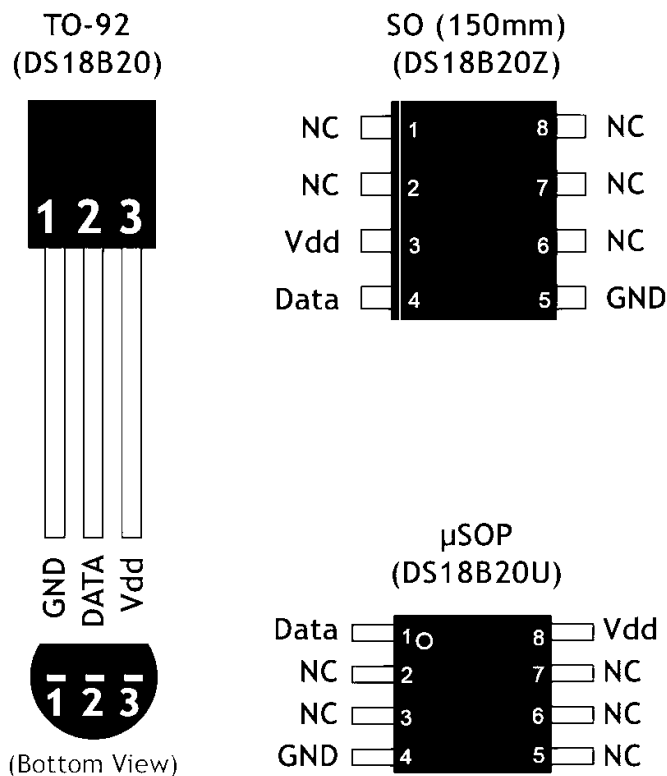 TO-92
(DS18B20)
1 2 3
GND DATA Vdd
1 2 3
(Bottom View)
SO (150mm)
(DS18B20Z)
NC 1 8 NC
NC 2 7 NC
Vdd 3 6 NC
Data 4 5 GND
µSOP
(DS18B20U)
Data 1 8 Vdd
NC 2 7 NC
NC 3 6 NC
GND 4 5 NC